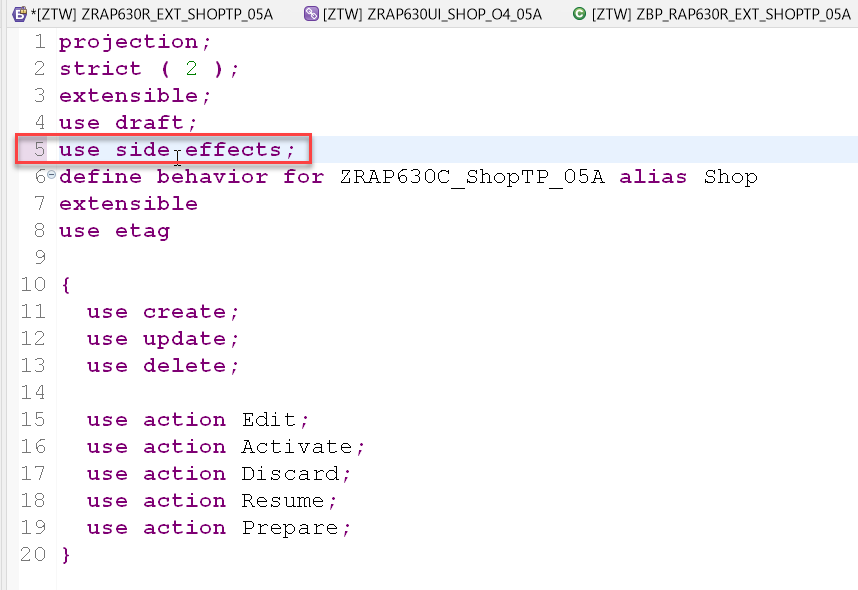 *[ZTW] ZRAP630R_EXT_SHOPTP_05A [ZTW] ZRAP630UI_SHOP_O4_05A [ZTW] ZBP_RAP630R_EXT_SHOPTP_05A
1 projection;
2 strict ( 2 );
3 extensible;
4 use draft;
5 use side effects;
6 define behavior for ZRAP630C_ShopTP_05A alias Shop
7 extensible
8 use etag
9
10 {
11 use create;
12 use update;
13 use delete;
14
15 use action Edit;
16 use action Activate;
17 use action Discard;
18 use action Resume;
19 use action Prepare;
20 }